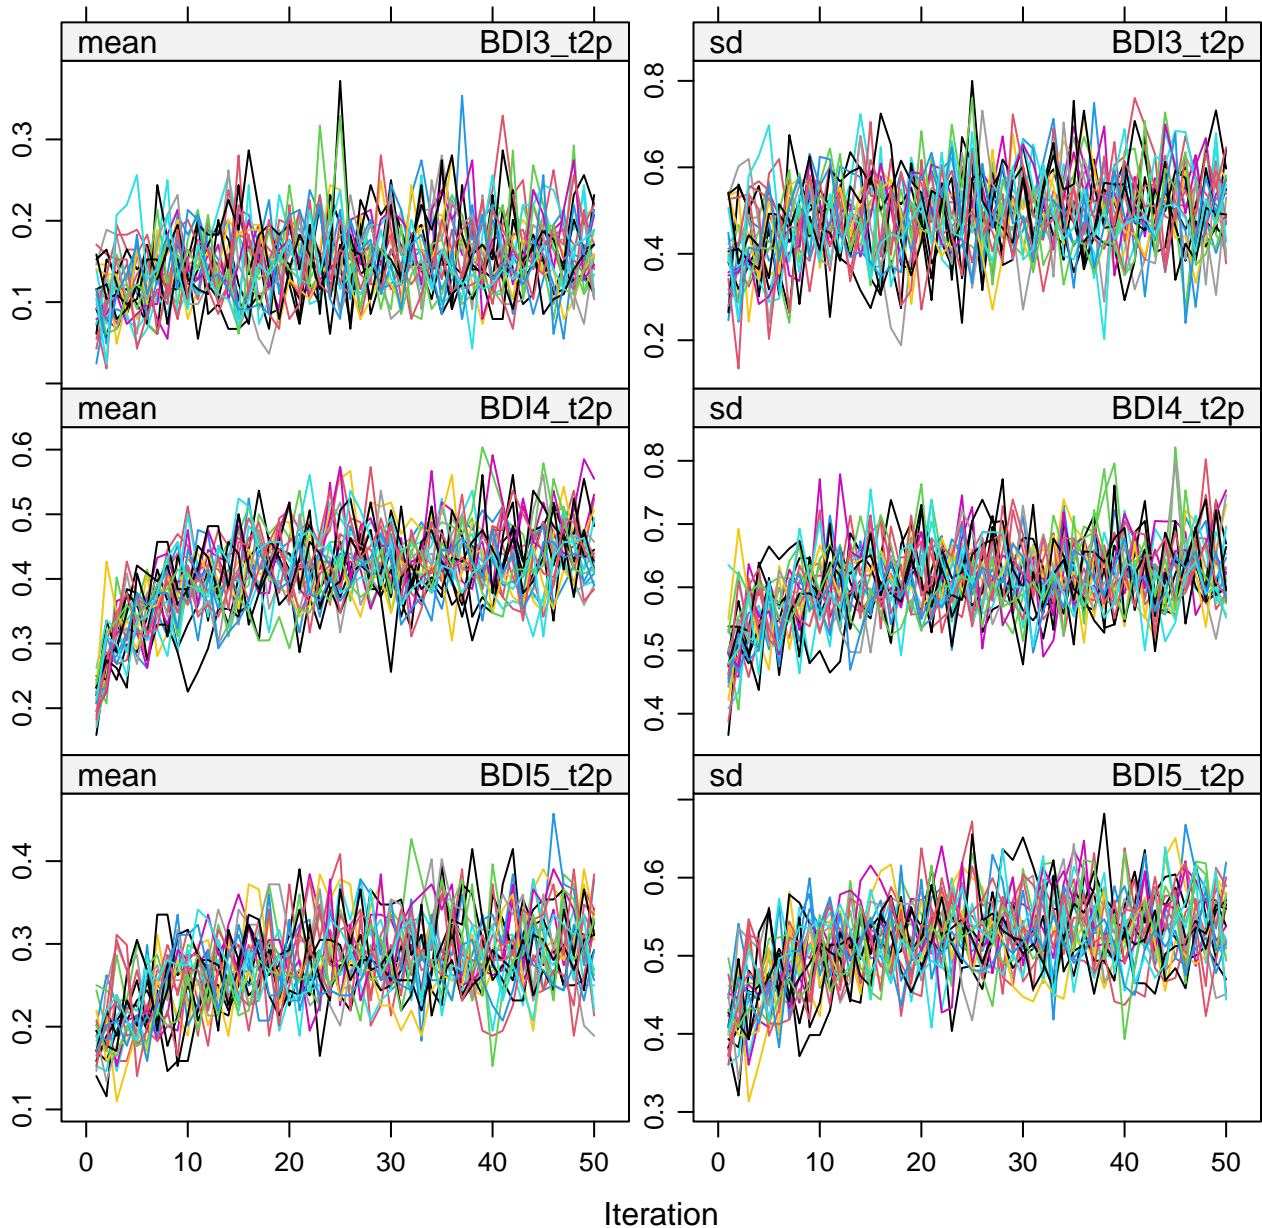 mean BDI3_t2p sd BDI3_t2p
0.1 0.2 0.3
0.2 0.4 0.6 0.8
mean BDI4_t2p sd BDI4_t2p
0.2 0.3 0.4 0.5 0.6
0.4 0.5 0.6 0.7 0.8
mean BDI5_t2p sd BDI5_t2p
0.1 0.2 0.3 0.4
0.3 0.4 0.5 0.6
0 10 20 30 40 50 0 10 20 30 40 50
Iteration